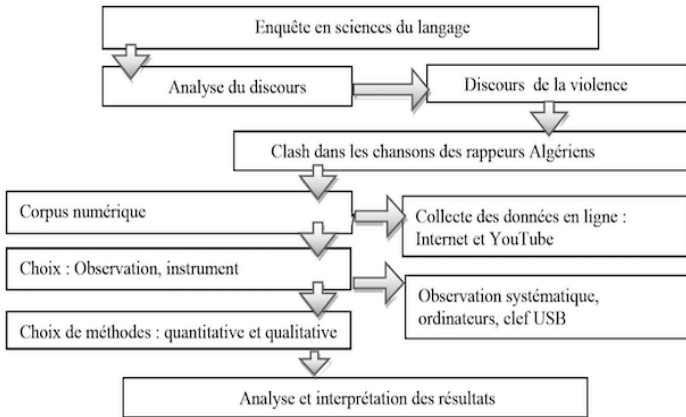 Enquête en sciences du langage
Analyse du discours
Discours de la violence
Clash dans les chansons des rappeurs Algériens
Corpus numérique
Collecte des données en ligne :
Internet et YouTube
Choix : Observation, instrument
Observation systématique,
ordinateurs, clef USB
Choix de méthodes : quantitative et qualitative
Analyse et interprétation des résultats